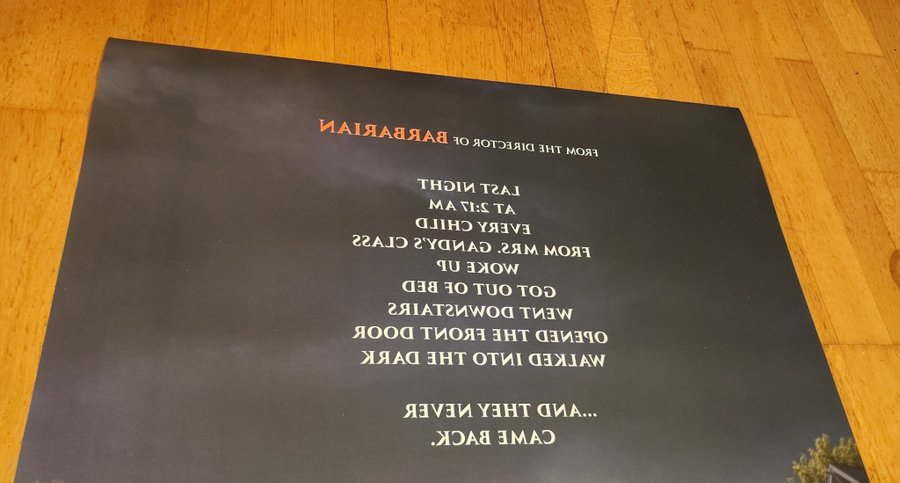 FROM THE DIRECTOR OF BARBARIAN
LAST NIGHT
AT 2:17 AM
EVERY CHILD
FROM MRS. GANDY'S CLASS
WOKE UP
GOT OUT OF BED
WENT DOWNSTAIRS
OPENED THE FRONT DOOR
WALKED INTO THE DARK
...AND THEY NEVER
CAME BACK.